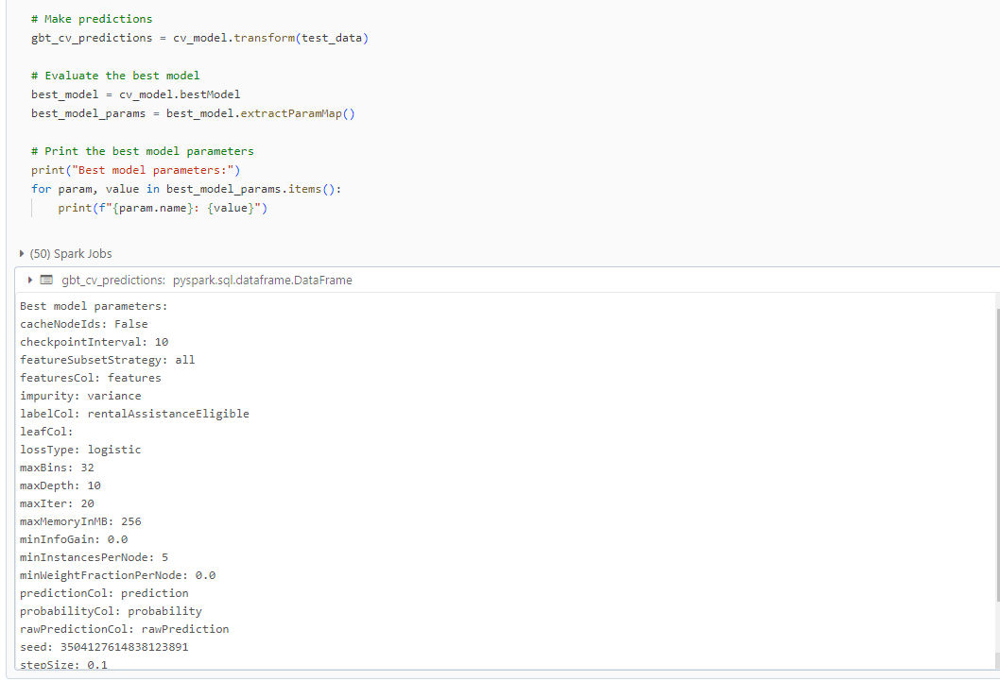 # Make predictions
gbt_cv_predictions = cv_model.transform(test_data)
# Evaluate the best model
best_model = cv_model.bestModel
best_model_params = best_model.extractParamMap()
# Print the best model parameters
print("Best model parameters:")
for param, value in best_model_params.items():
    print(f"{param.name}: {value}")
(50) Spark Jobs
gbt_cv_predictions: pyspark.sql.dataframe.DataFrame
Best model parameters:
cacheNodeIds: False
checkpointInterval: 10
featureSubsetStrategy: all
featuresCol: features
impurity: variance
labelCol: rentalAssistanceEligible
leafCol:
lossType: logistic
maxBins: 32
maxDepth: 10
maxIter: 20
maxMemoryInMB: 256
minInfoGain: 0.0
minInstancesPerNode: 5
minWeightFractionPerNode: 0.0
predictionCol: prediction
probabilityCol: probability
rawPredictionCol: rawPrediction
seed: 3504127614838123891
stepSize: 0.1